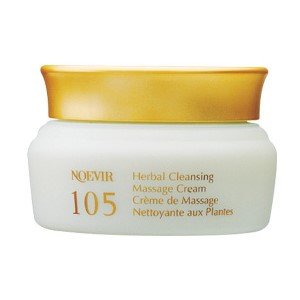 NOEVIR
105
Herbal Cleansing
Massage Cream
Crème de Massage
Nettoyante aux Plantes